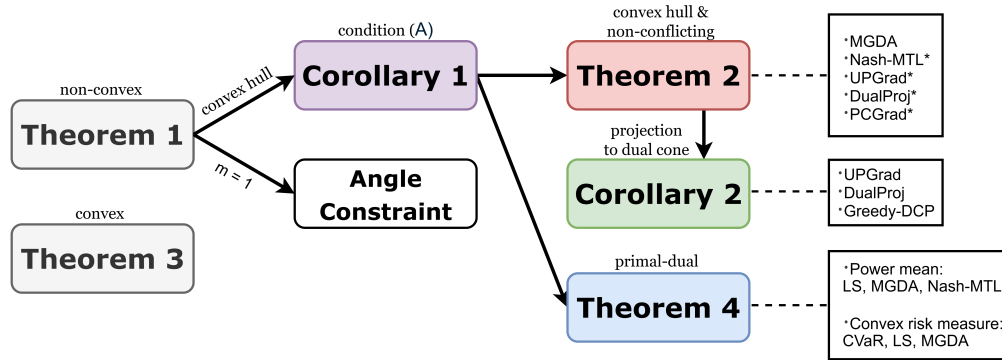 non-convex
Theorem 1
convex
Theorem 3
convex hull
m = 1
condition (A)
Corollary 1
Angle
Constraint
convex hull &
non-conflicting
Theorem 2
projection
to dual cone
Corollary 2
primal-dual
Theorem 4
·MGDA
·Nash-MTL*
·UPGrad*
·DualProj*
·PCGrad*
·UPGrad
·DualProj
·Greedy-DCP
·Power mean:
LS, MGDA, Nash-MTL
·Convex risk measure:
CVaR, LS, MGDA